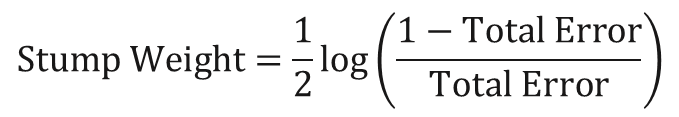 Stump Weight = 1/2 log((1 − Total Error)/(Total Error))